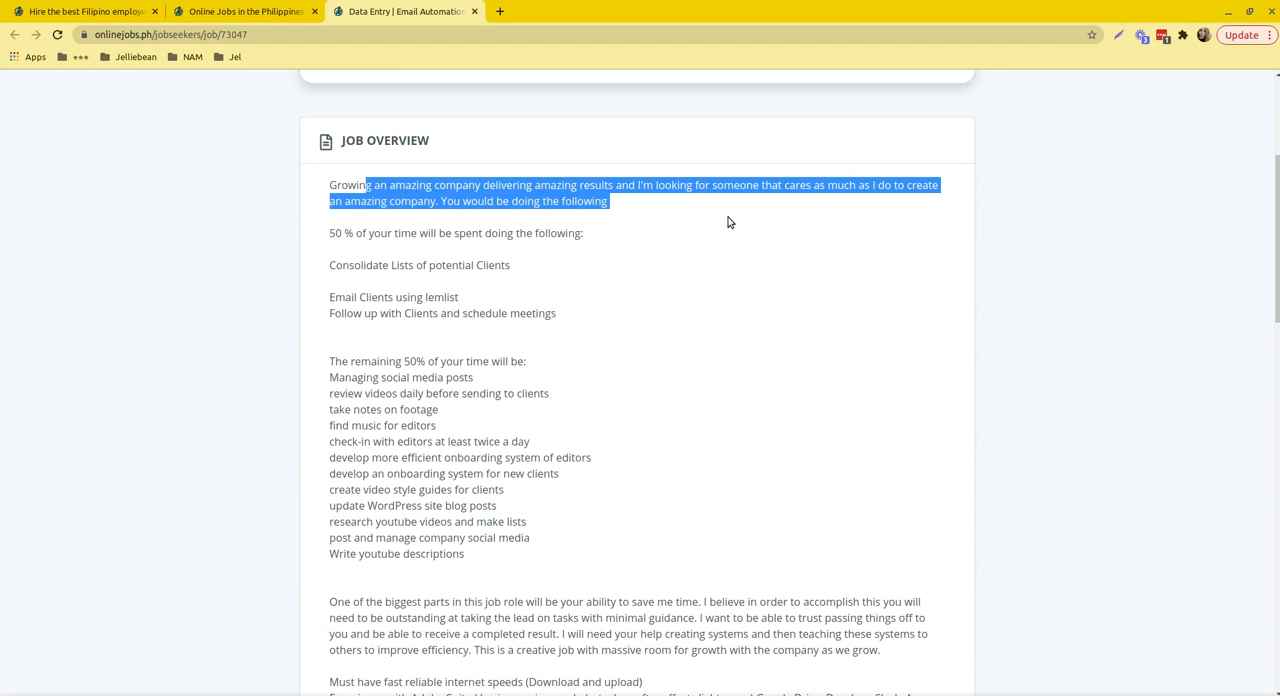 Hire the best Filipino employe
Online Jobs in the Philippines
Data Entry | Email Automation
onlinejobs.ph/jobseekers/job/73047
Update
Apps
***
Jelliebean
NAM
Jel
JOB OVERVIEW
Growing an amazing company delivering amazing results and I'm looking for someone that cares as much as I do to create
an amazing company. You would be doing the following
50 % of your time will be spent doing the following:
Consolidate Lists of potential Clients
Email Clients using lemlist
Follow up with Clients and schedule meetings
The remaining 50% of your time will be:
Managing social media posts
review videos daily before sending to clients
take notes on footage
find music for editors
check-in with editors at least twice a day
develop more efficient onboarding system of editors
develop an onboarding system for new clients
create video style guides for clients
update WordPress site blog posts
research youtube videos and make lists
post and manage company social media
Write youtube descriptions
One of the biggest parts in this job role will be your ability to save me time. I believe in order to accomplish this you will
need to be outstanding at taking the lead on tasks with minimal guidance. I want to be able to trust passing things off to
you and be able to receive a completed result. I will need your help creating systems and then teaching these systems to
others to improve efficiency. This is a creative job with massive room for growth with the company as we grow.
Must have fast reliable internet speeds (Download and upload)